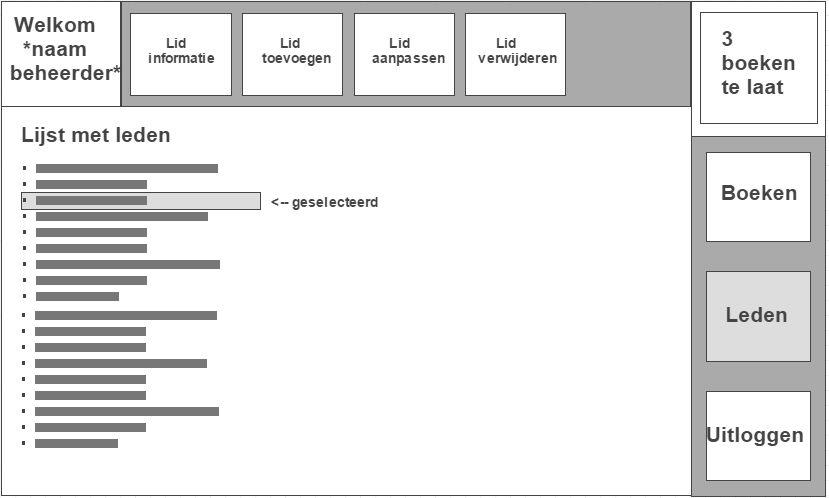 Welkom
*naam
beheerder*
Lid
informatie
Lid
toevoegen
Lid
aanpassen
Lid
verwijderen
3
boeken
te laat
Lijst met leden
<-- geselecteerd
Boeken
Leden
Uitloggen